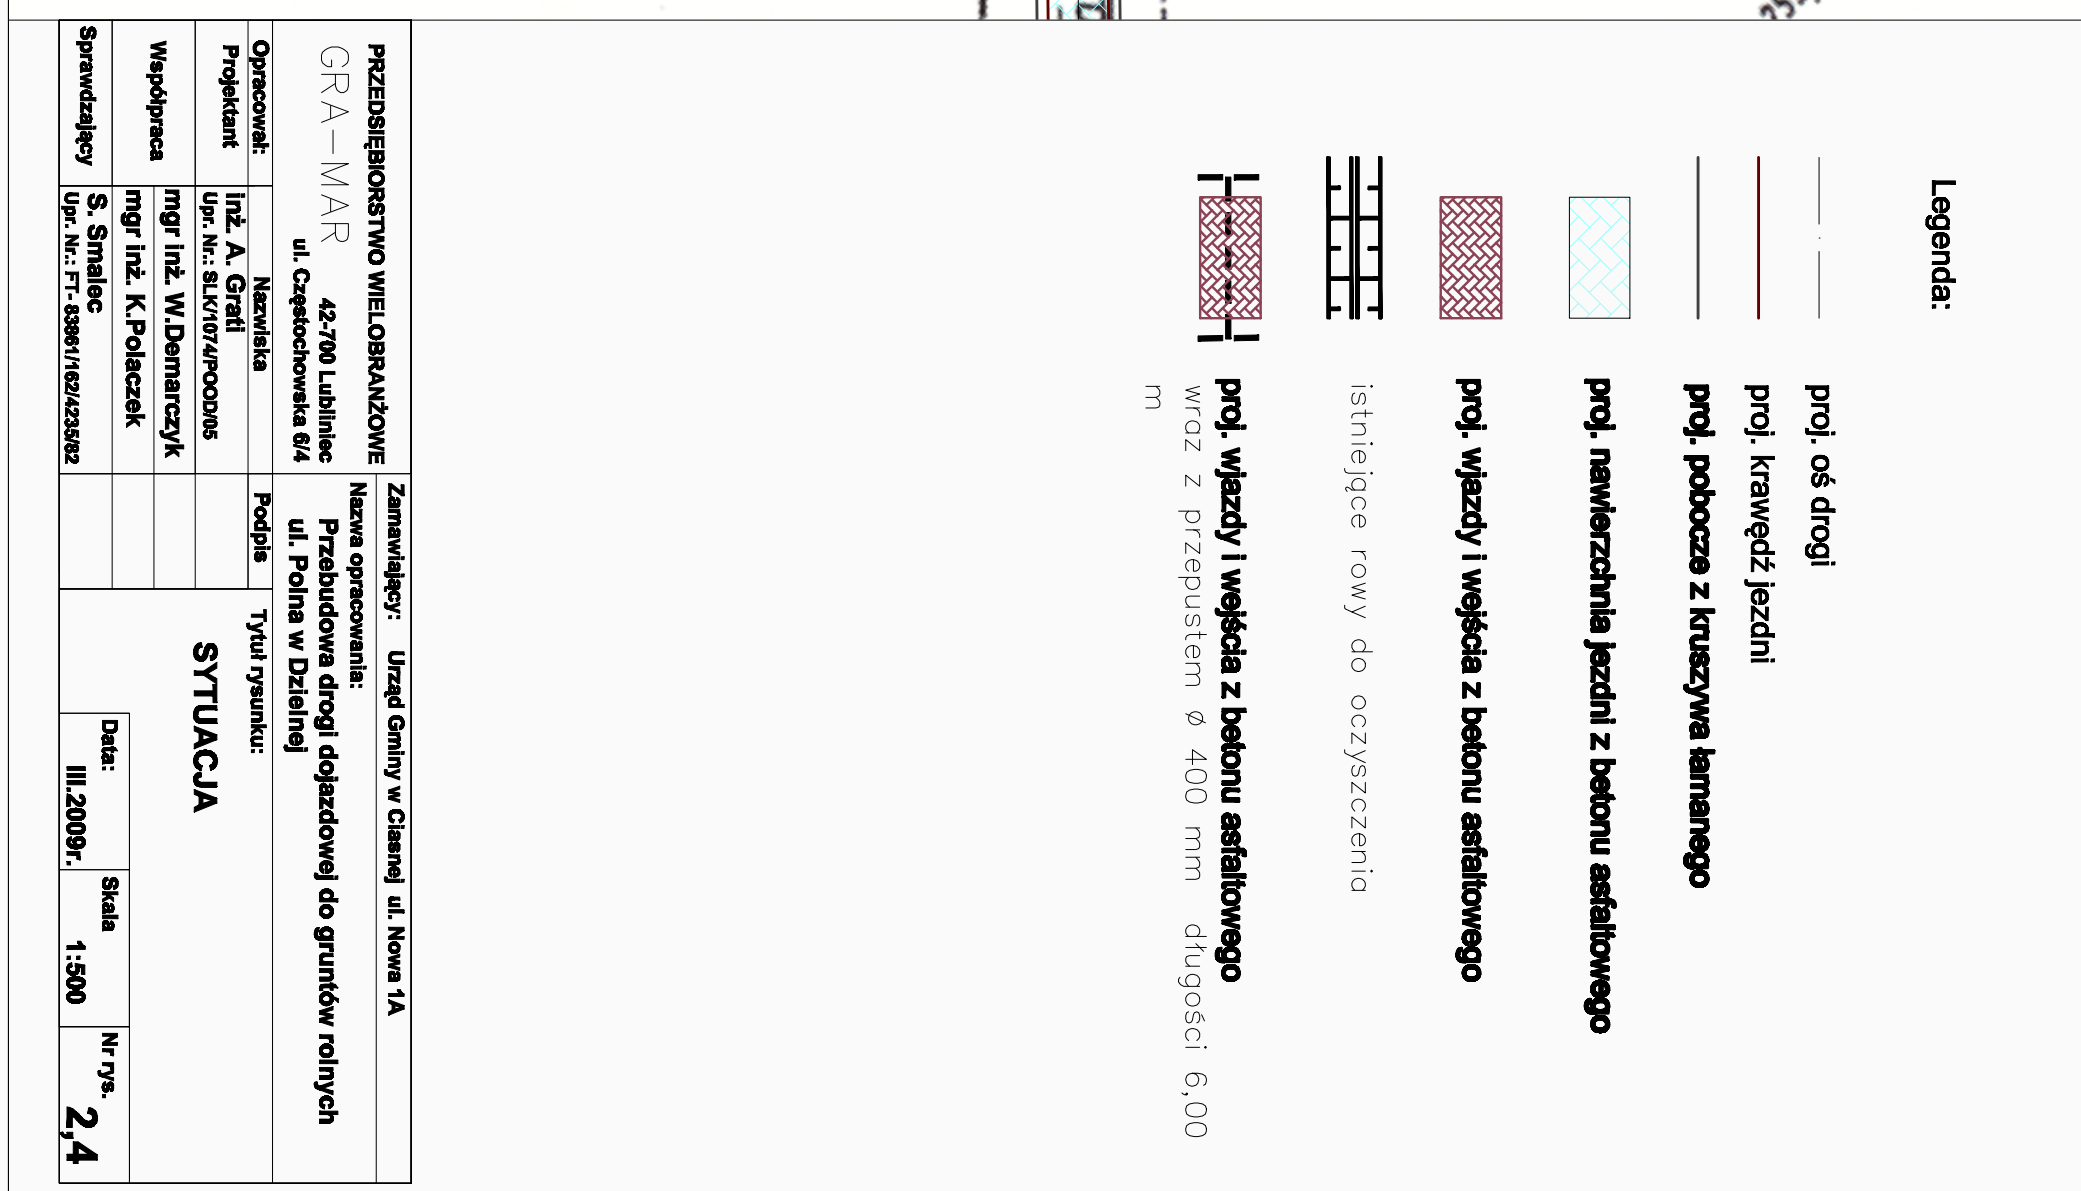 Legenda:
proj. oś drogi
proj. krawędź jezdni
proj. pobocze z kruszywa łamanego
proj. nawierzchnia jezdni z betonu asfaltowego
proj. wjazdy i wejścia z betonu asfaltowego
istniejące rowy do oczyszczenia
proj. wjazdy i wejścia z betonu asfaltowego
wraz z przepustem ø 400 mm długości 6,00
m
PRZEDSIĘBIORSTWO WIELOBRANŻOWE
GRA-MAR
42-700 Lubliniec
ul. Częstochowska 6/4
Zamawiający: Urząd Gminy w Ciasnej ul. Nowa 1A
Nazwa opracowania:
Przebudowa drogi dojazdowej do gruntów rolnych
ul. Polna w Dzielnej
Opracował: Nazwiska Podpis
Projektant inż. A. Grati
Upr. Nr.: SLK/1074/POOD/05
Współpraca mgr inż. W.Demarczyk
mgr inż. K.Polaczek
Sprawdzający S. Smalec
Upr. Nr.: FT- 83861/162/4235/82
Tytuł rysunku:
SYTUACJA
Data: Skala Nr rys.
III.2009r. 1:500 2,4